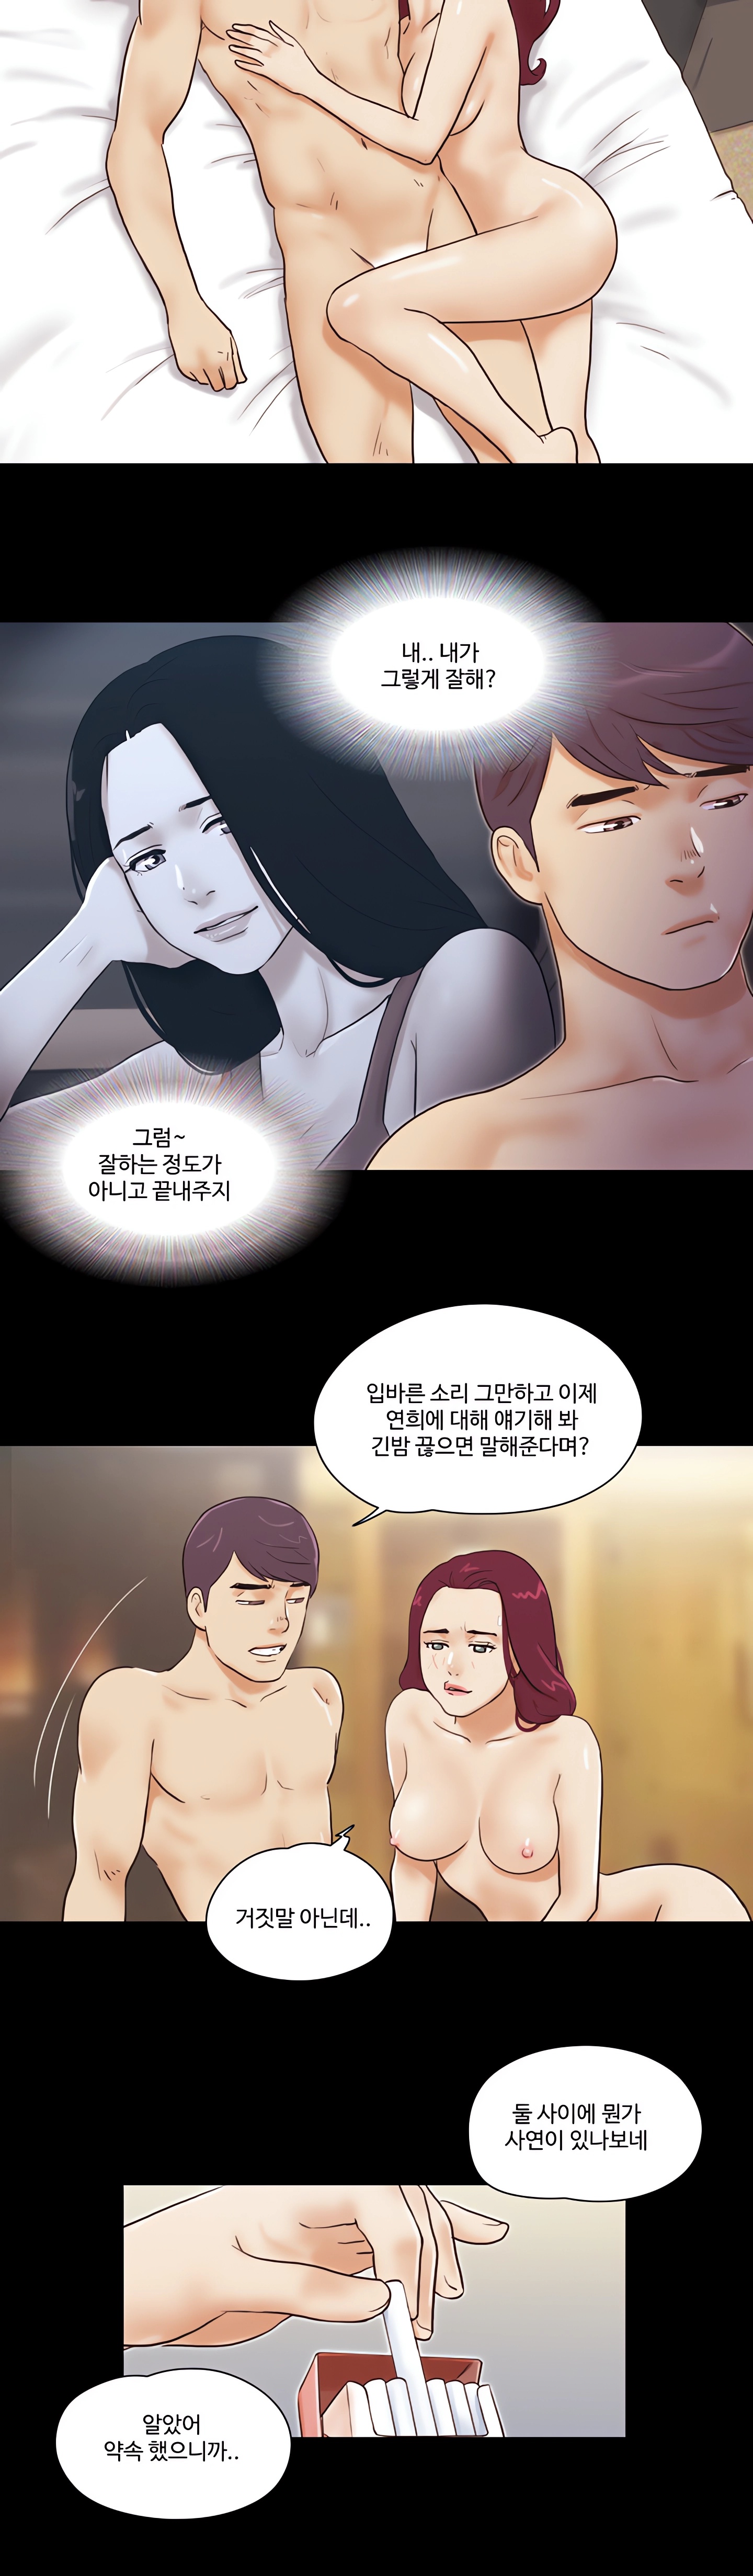 내.. 내가
그렇게 잘해?
그럼~
잘하는 정도가
아니고 끝내주지
입바른 소리 그만하고 이제
연희에 대해 얘기해 봐
긴밤 끊으면 말해준다며?
거짓말 아닌데..
둘 사이에 뭔가
사연이 있나보네
알았어
약속 했으니까..